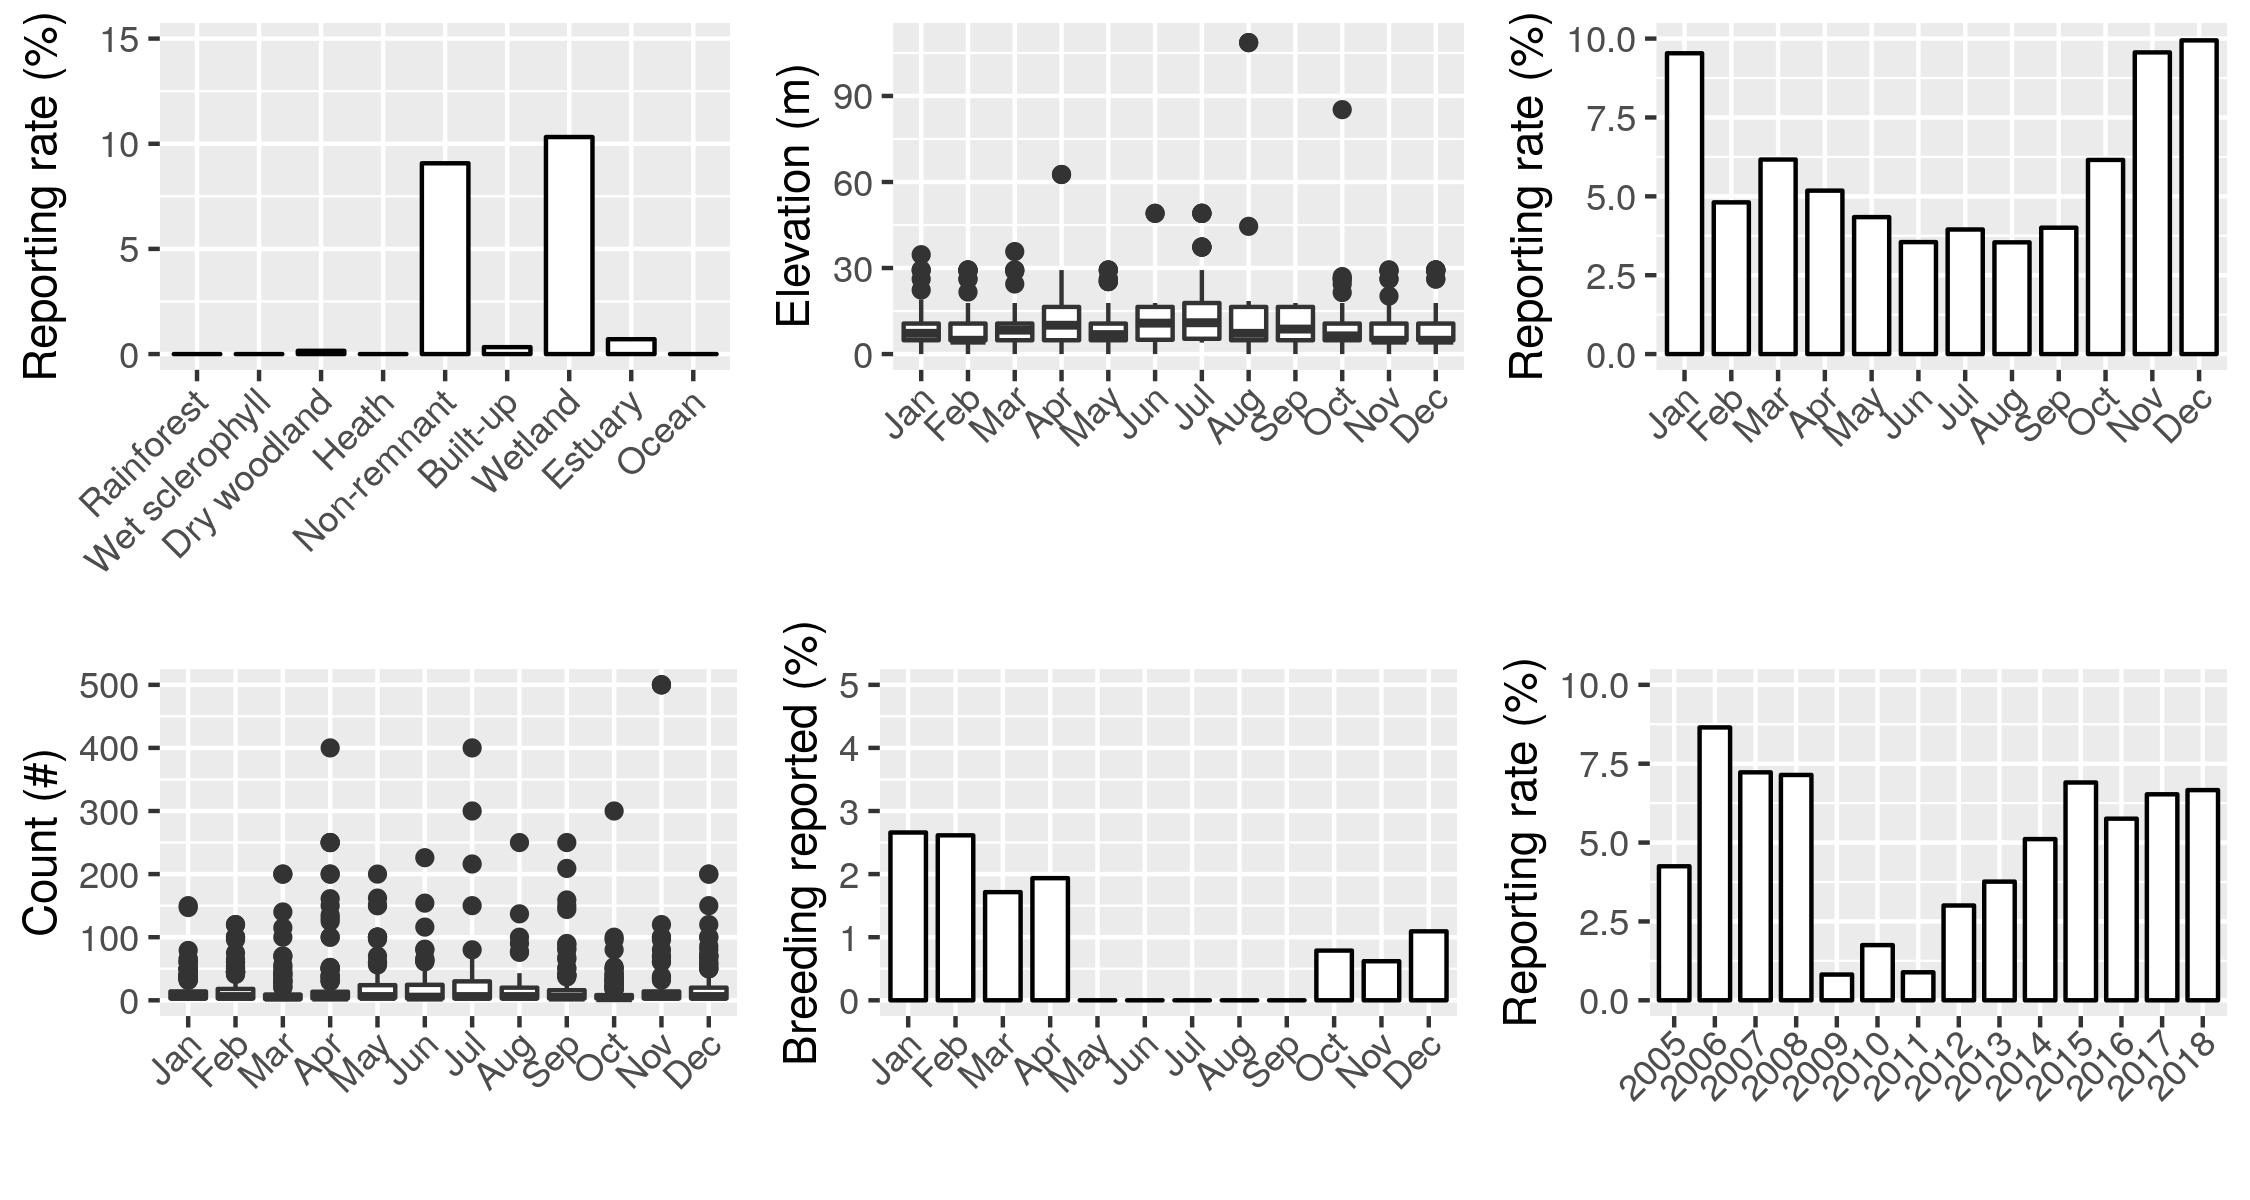 Reporting rate (%)
15
10
5
0
Rainforest
Wet sclerophyll
Dry woodland
Heath
Non-remnant
Built-up
Wetland
Estuary
Ocean
Elevation (m)
90
60
30
0
Jan
Feb
Mar
Apr
May
Jun
Jul
Aug
Sep
Oct
Nov
Dec
Reporting rate (%)
10.0
7.5
5.0
2.5
0.0
Jan
Feb
Mar
Apr
May
Jun
Jul
Aug
Sep
Oct
Nov
Dec
Count (#)
500
400
300
200
100
0
Jan
Feb
Mar
Apr
May
Jun
Jul
Aug
Sep
Oct
Nov
Dec
Breeding reported (%)
5
4
3
2
1
0
Jan
Feb
Mar
Apr
May
Jun
Jul
Aug
Sep
Oct
Nov
Dec
Reporting rate (%)
10.0
7.5
5.0
2.5
0.0
2005
2006
2007
2008
2009
2010
2011
2012
2013
2014
2015
2016
2017
2018